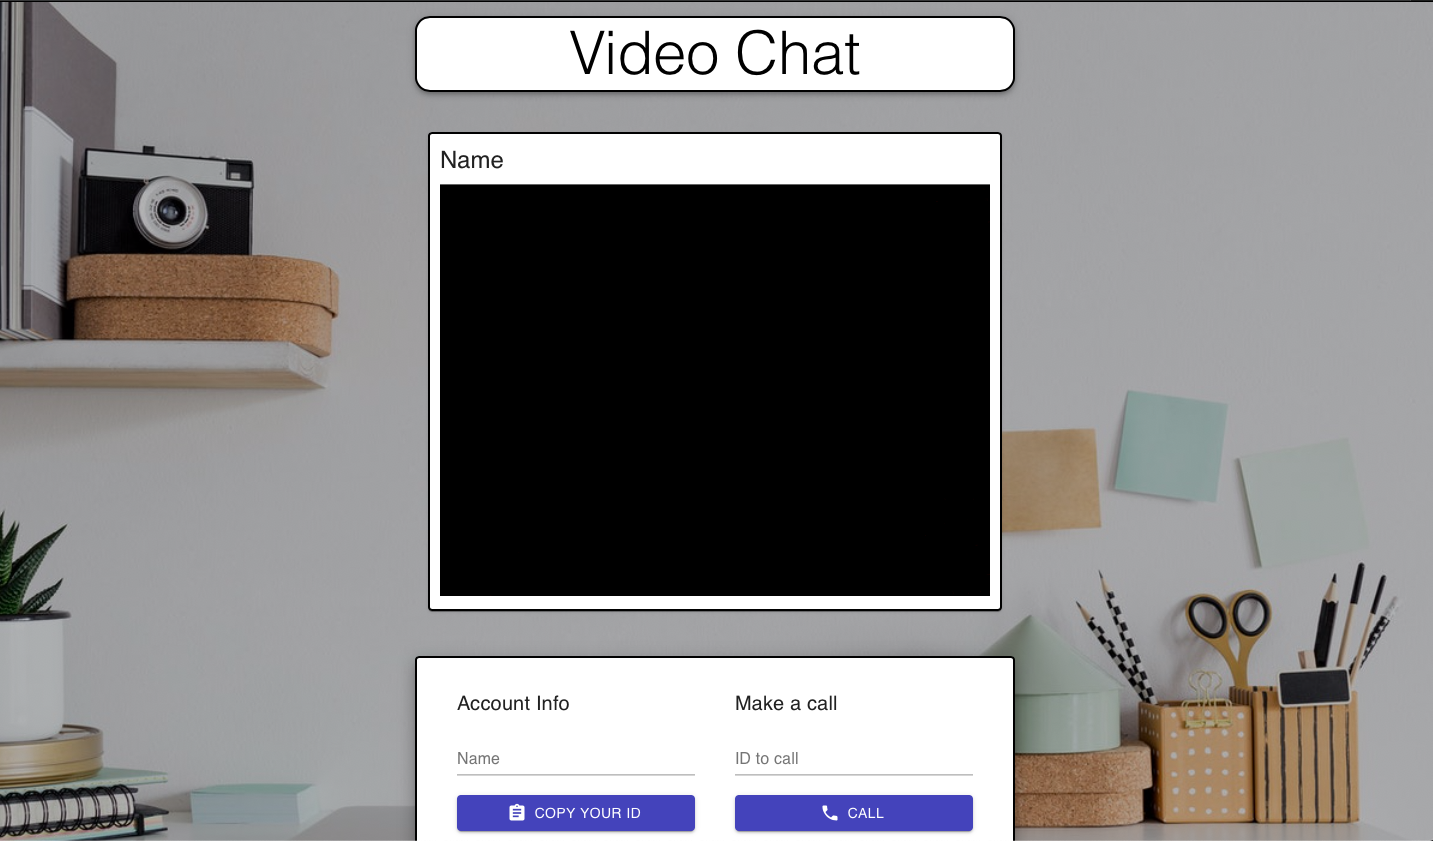 Video Chat
Name
Account Info
Name
COPY YOUR ID
Make a call
ID to call
CALL